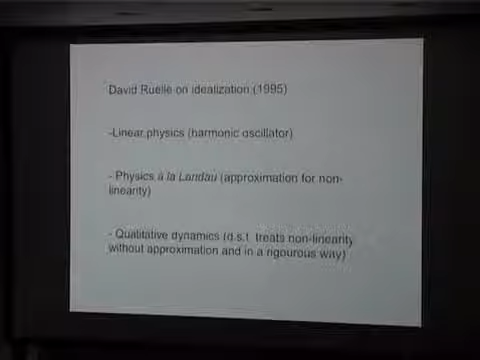 David Ruelle on idealization (1995)
-Linear physics (harmonic oscillator)
- Physics à la Landau (approximation for non-
linearity)
- Qualitative dynamics (d.s.t. treats non-linearity
without approximation and in a rigourous way)